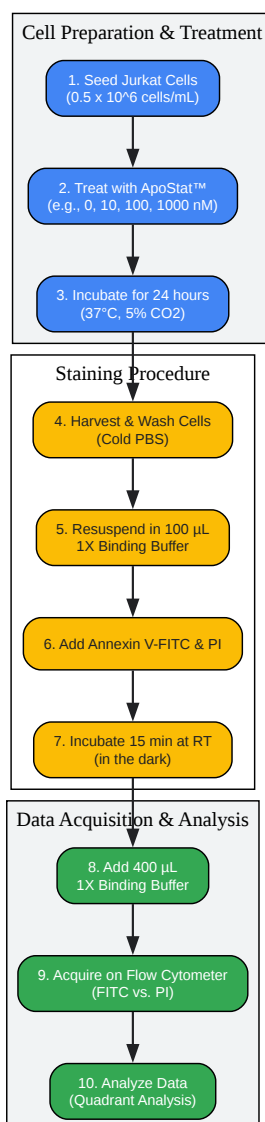 Cell Preparation & Treatment
1. Seed Jurkat Cells
(0.5 x 10^6 cells/mL)
2. Treat with ApoStat™
(e.g., 0, 10, 100, 1000 nM)
3. Incubate for 24 hours
(37°C, 5% CO2)
Staining Procedure
4. Harvest & Wash Cells
(Cold PBS)
5. Resuspend in 100 µL
1X Binding Buffer
6. Add Annexin V-FITC & PI
7. Incubate 15 min at RT
(in the dark)
Data Acquisition & Analysis
8. Add 400 µL
1X Binding Buffer
9. Acquire on Flow Cytometer
(FITC vs. PI)
10. Analyze Data
(Quadrant Analysis)